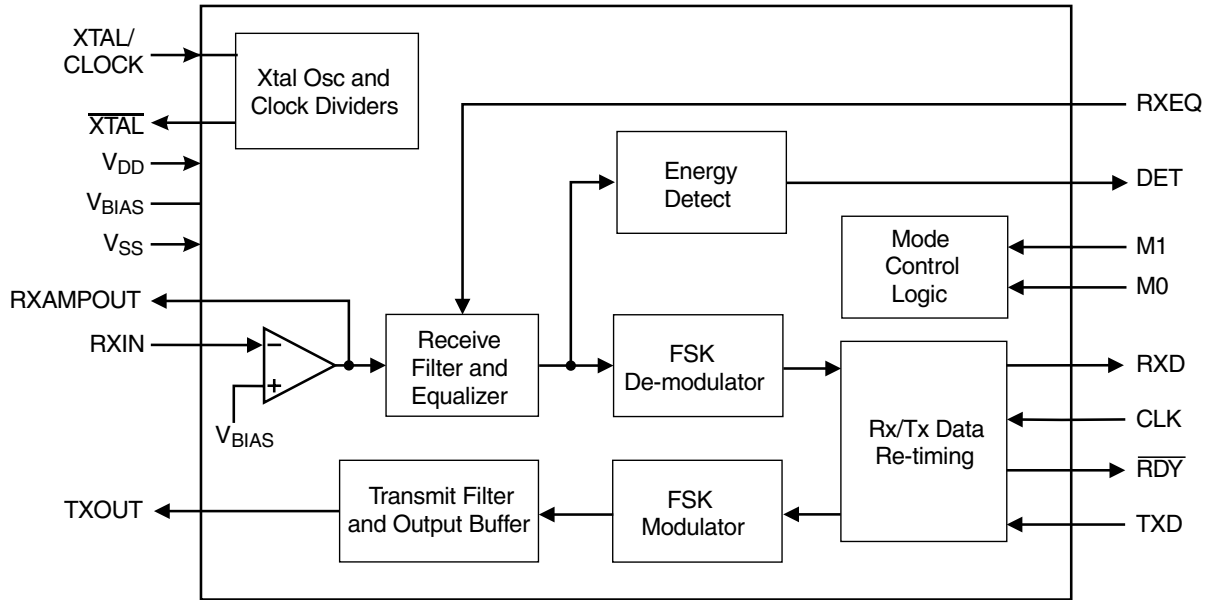 XTAL/
CLOCK
XTAL
VDD
VBIAS
VSS
RXAMPOUT
RXIN
TXOUT
Xtal Osc and
Clock Dividers
−
+
VBIAS
Receive
Filter and
Equalizer
Energy
Detect
Mode
Control
Logic
FSK
De-modulator
Rx/Tx Data
Re-timing
Transmit Filter
and Output Buffer
FSK
Modulator
RXEQ
DET
M1
M0
RXD
CLK
RDY
TXD